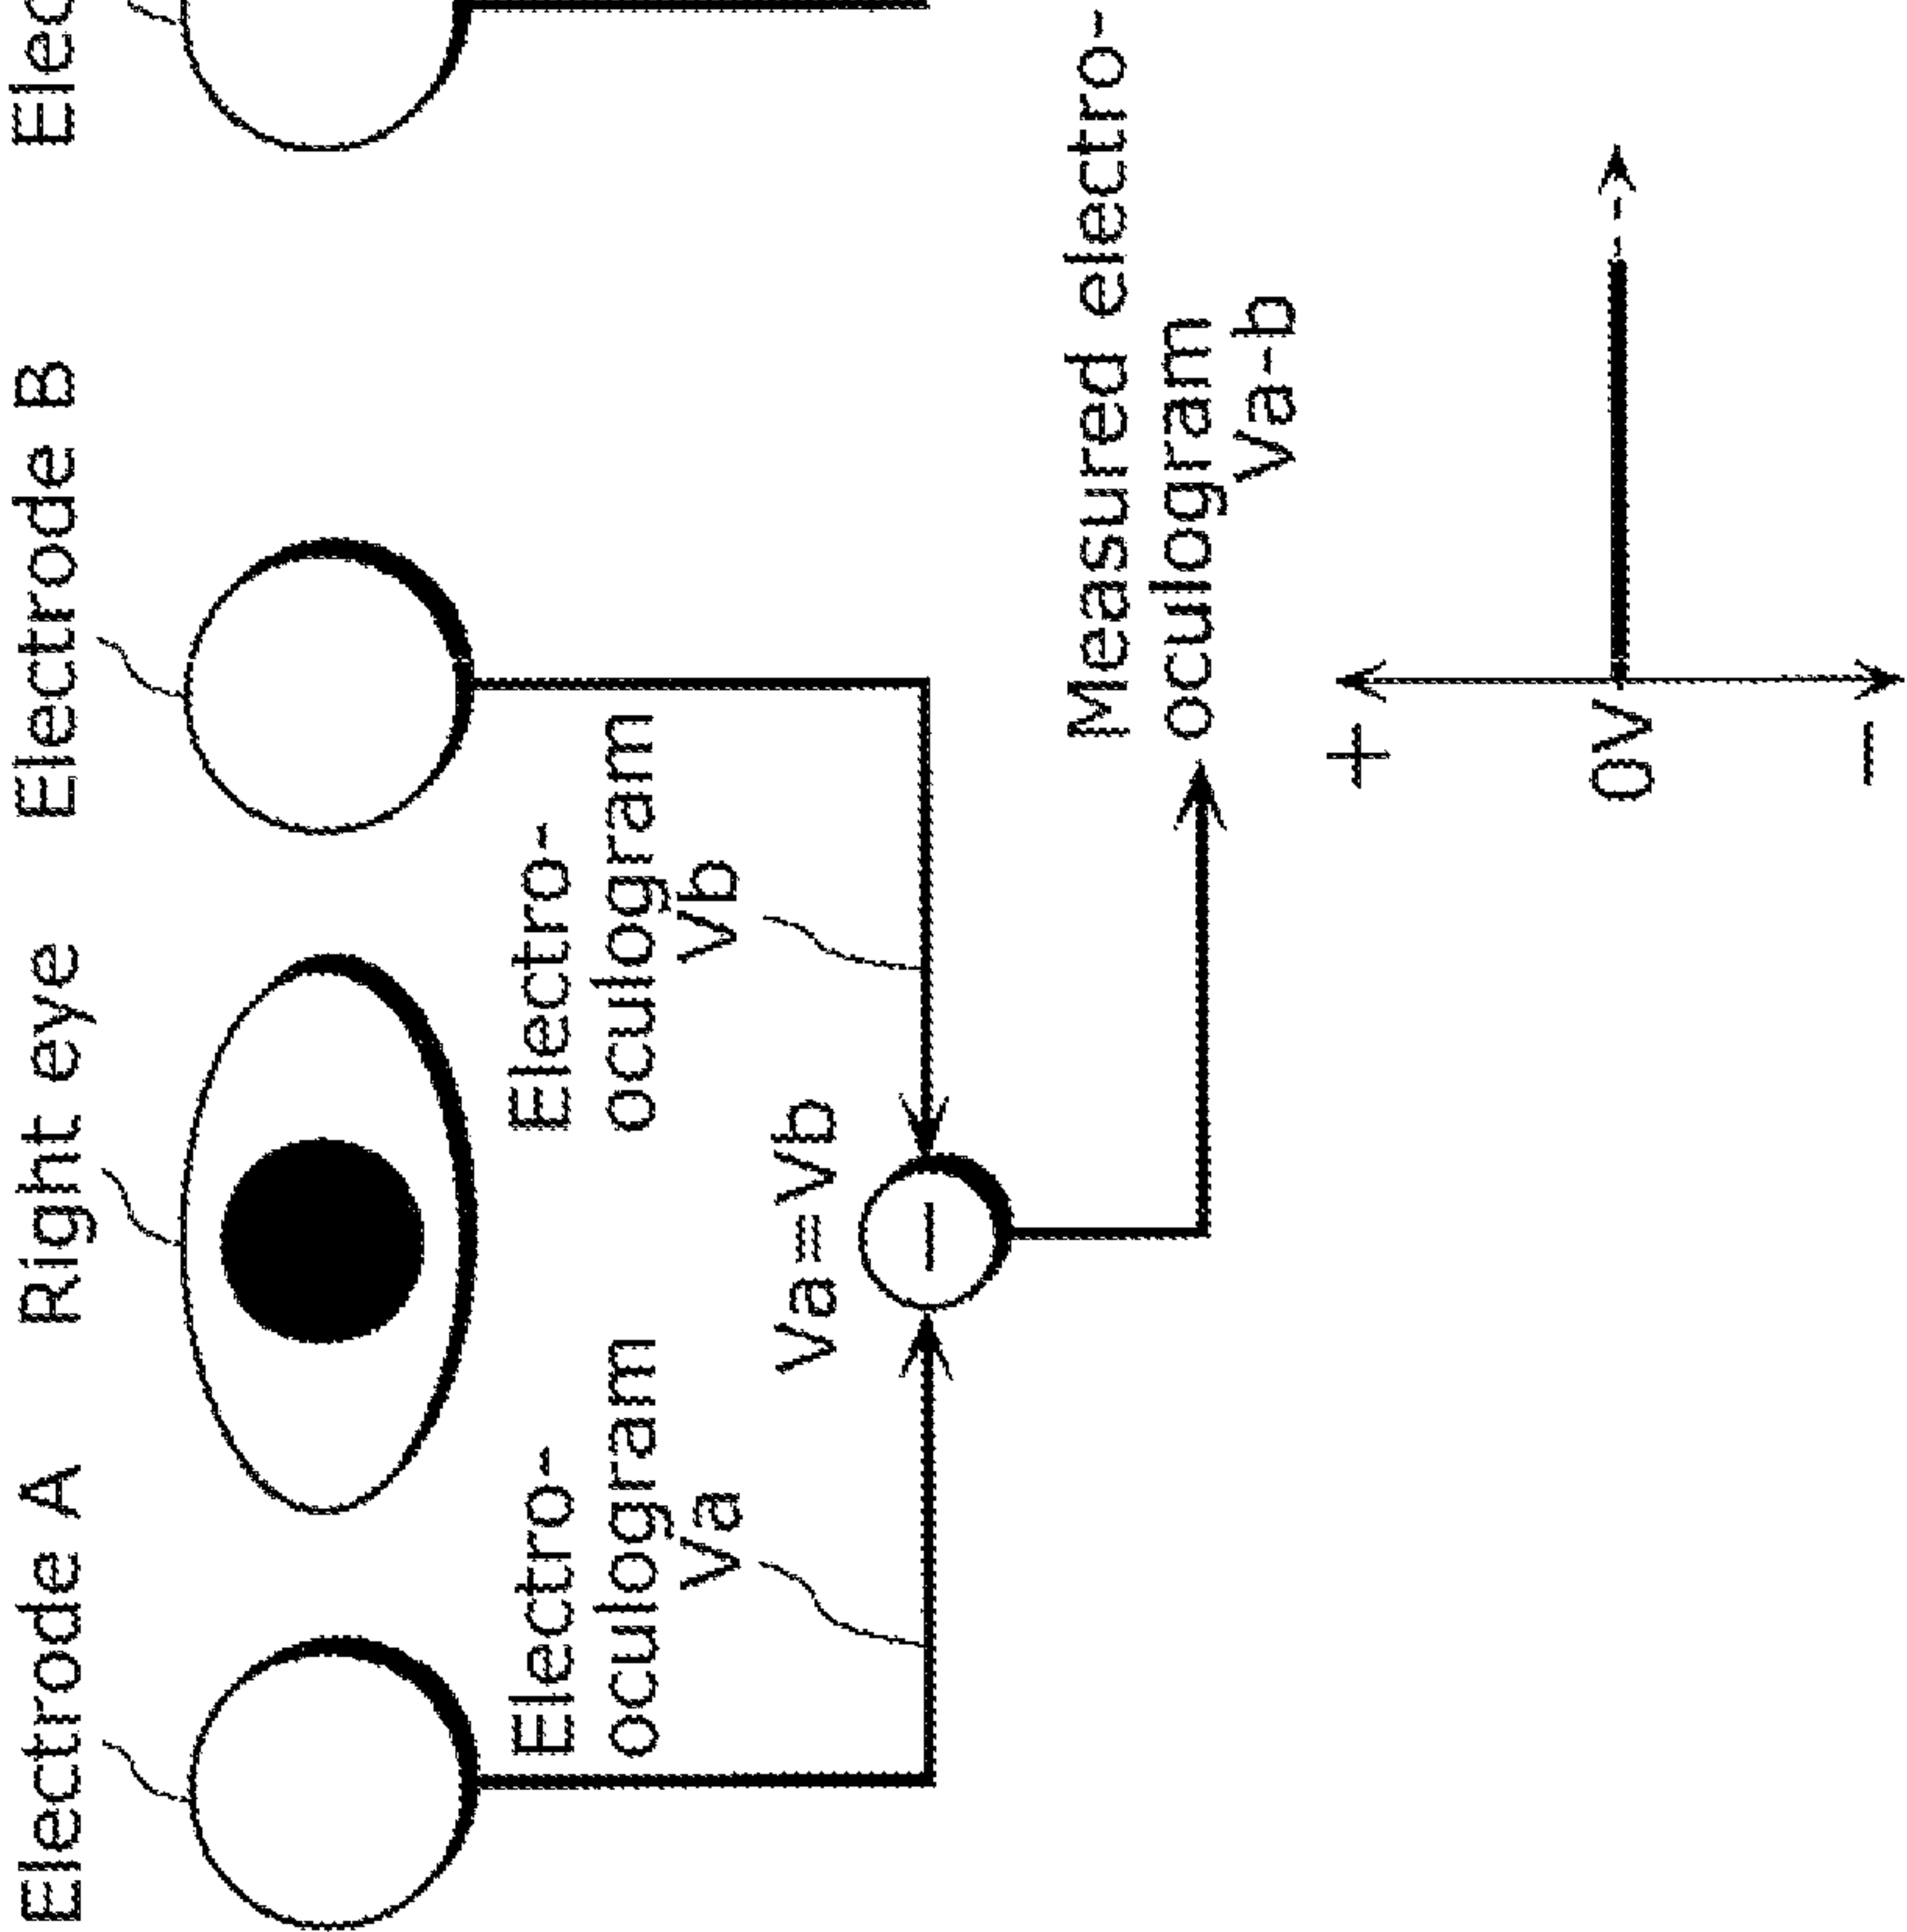 Electrode A
Right eye
Electrode B
Elec
Electro-
oculogram
Va
Electro-
oculogram
Vb
Va=Vb
−
Measured electro-
oculogram
Va-b
+
0V
−